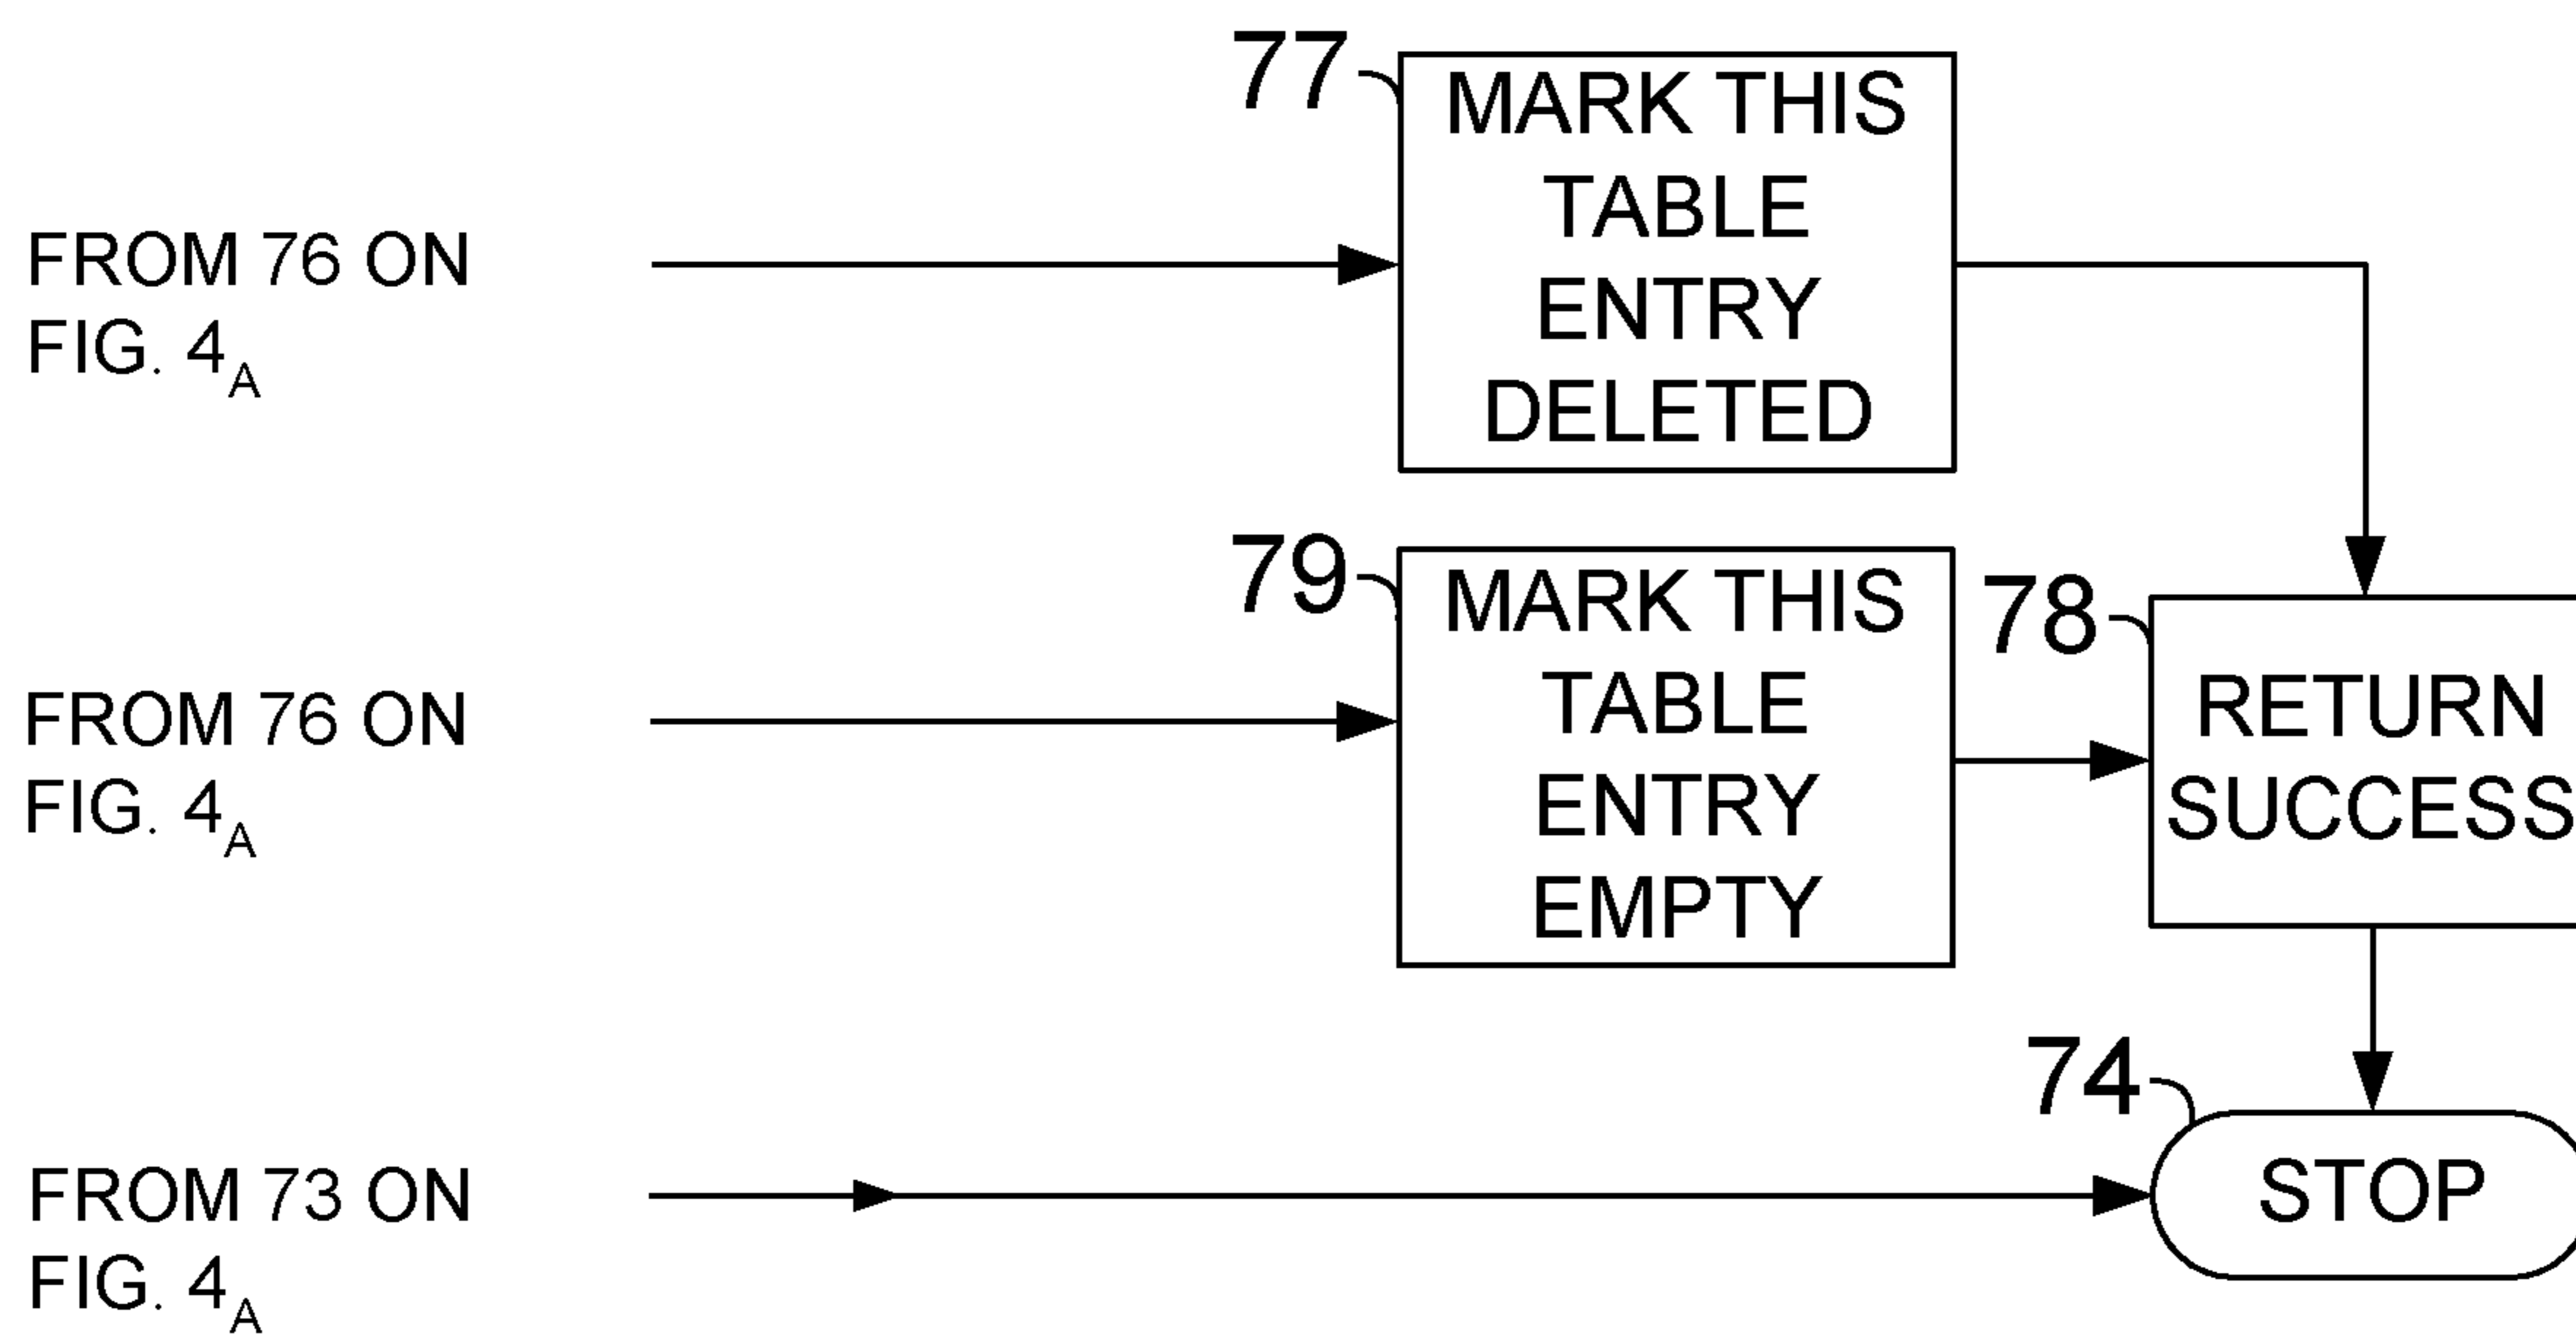 77
MARK THIS
TABLE
ENTRY
DELETED
FROM 76 ON
FIG. 4A
79
MARK THIS
TABLE
ENTRY
EMPTY
78
RETURN
SUCCESS
FROM 76 ON
FIG. 4A
74
STOP
FROM 73 ON
FIG. 4A